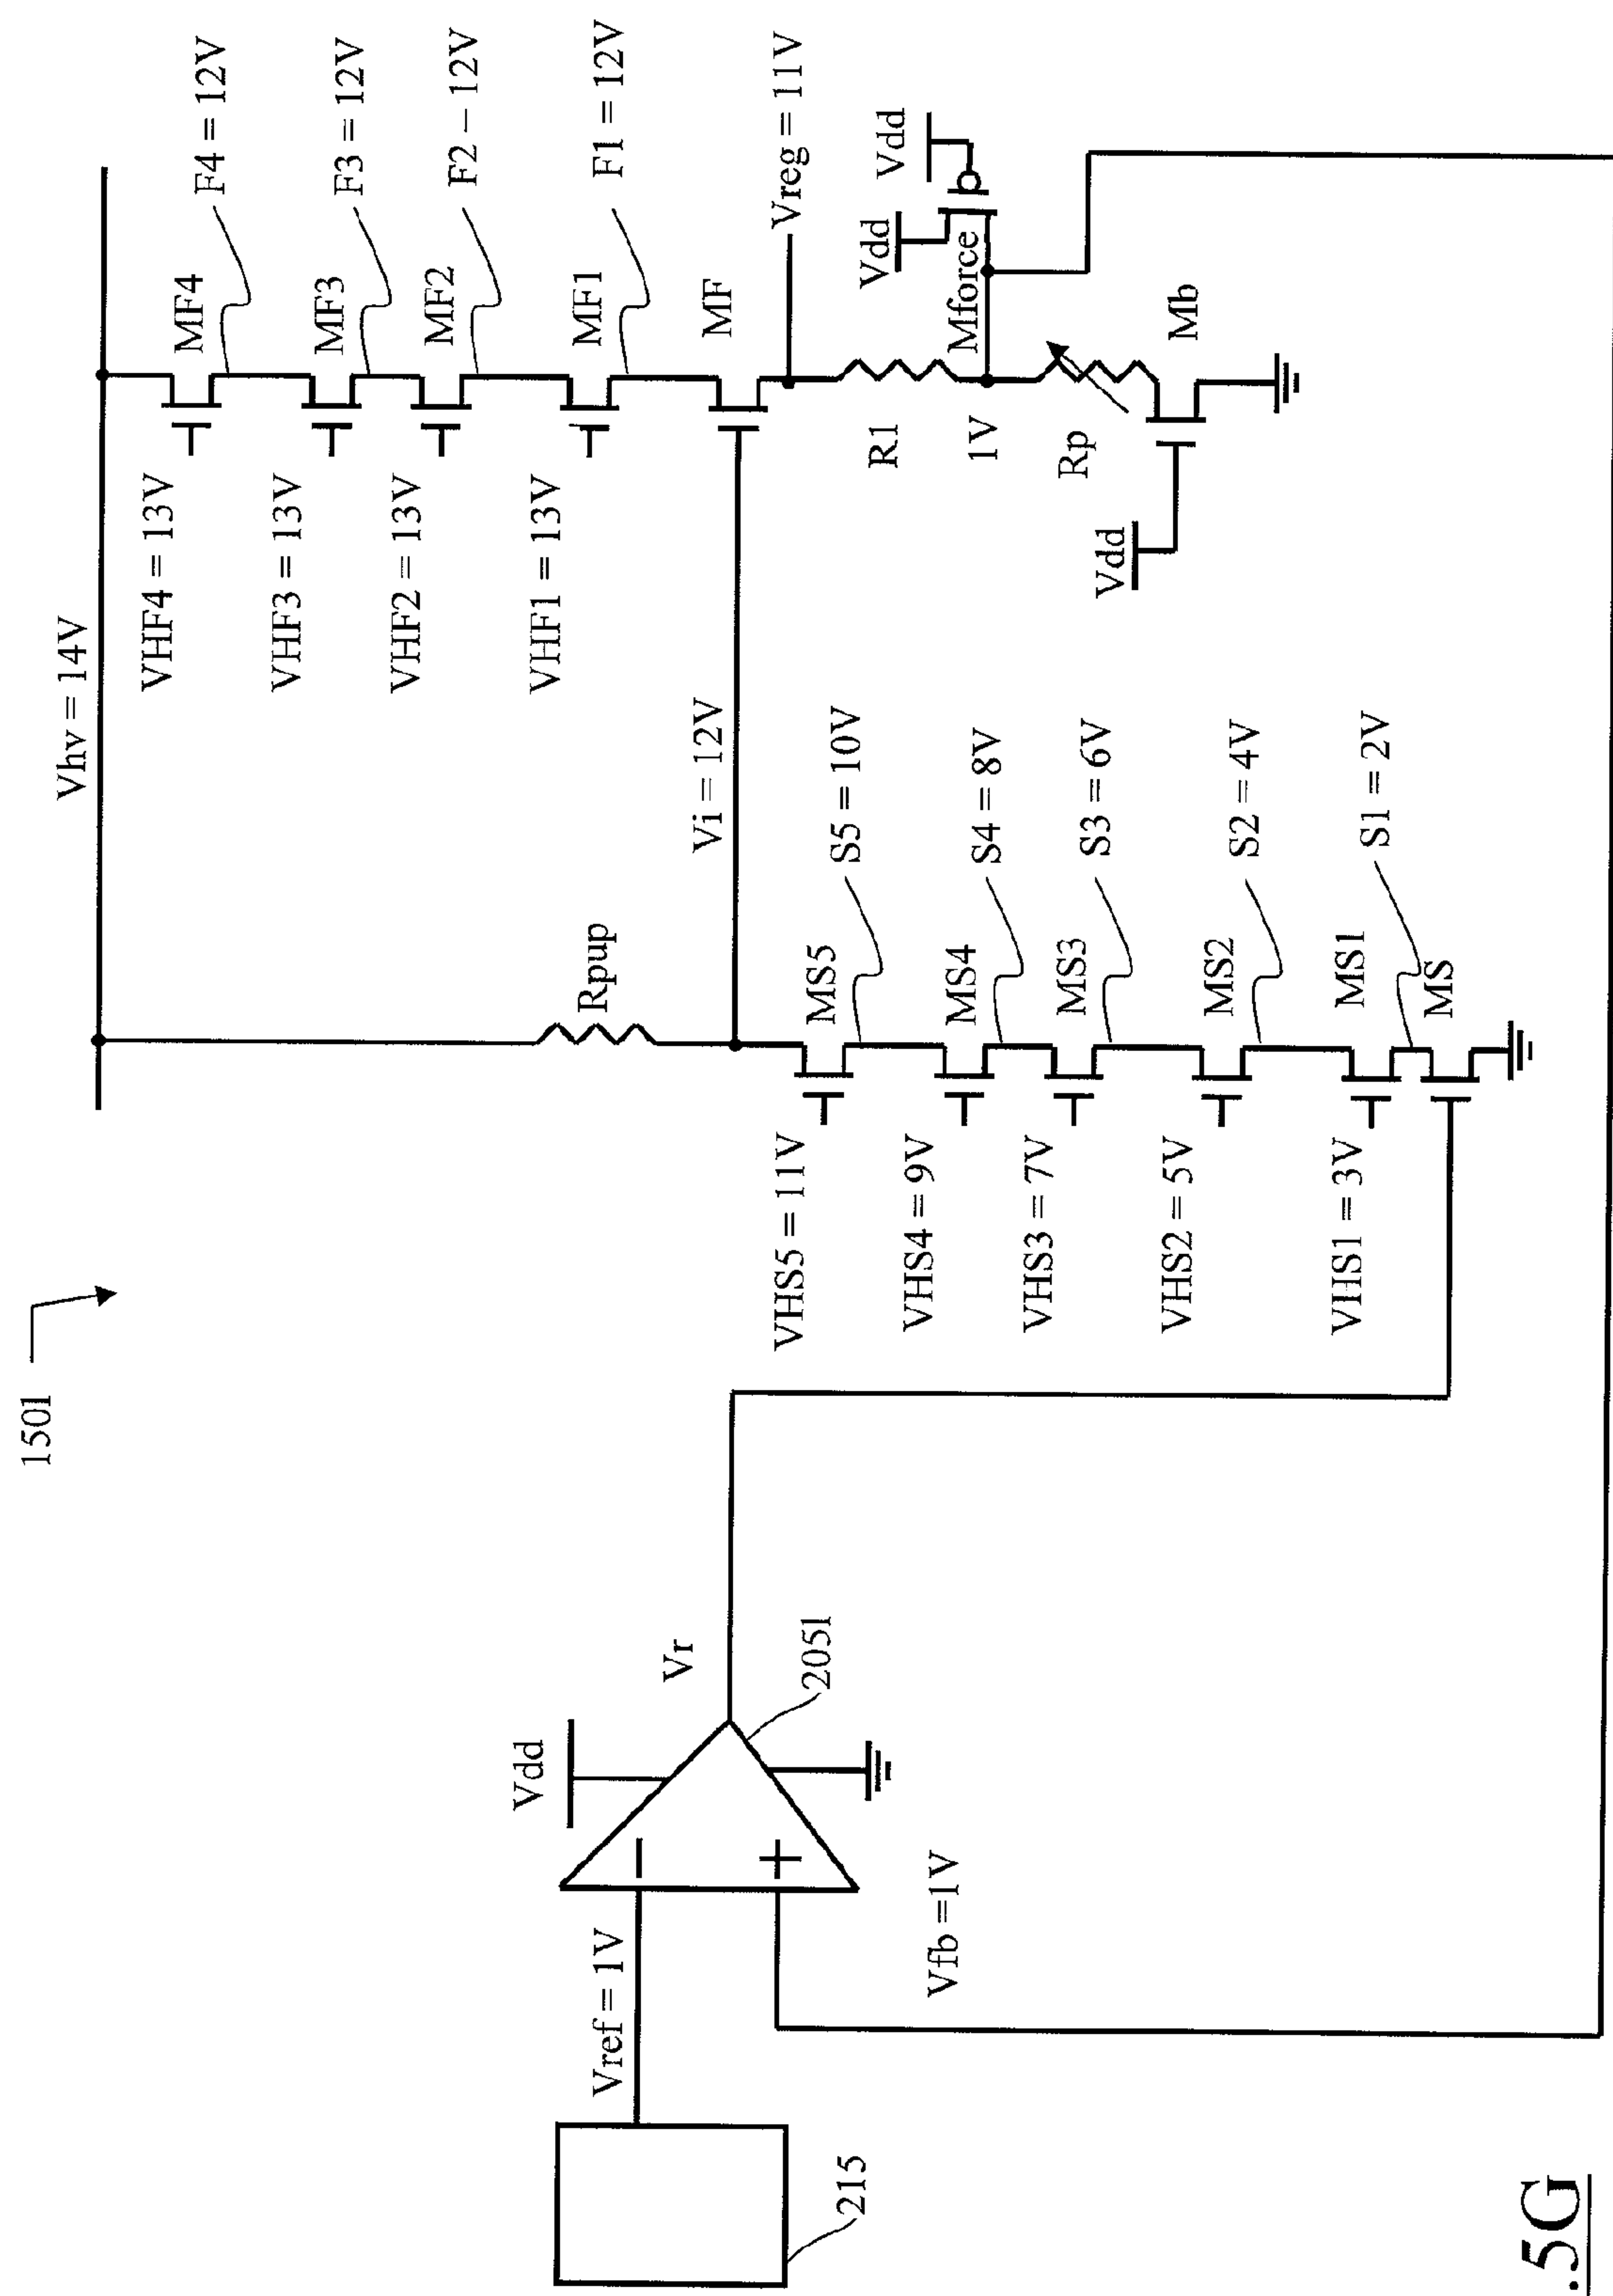 1501
Vhv = 14V
VHF4 = 13V
MF4
F4 = 12V
VHF3 = 13V
MF3
F3 = 12V
VHF2 = 13V
MF2
F2 – 12V
VHF1 = 13V
MF1
F1 = 12V
Rpup
Vi = 12V
MF
Vreg = 11V
VHS5 = 11V
MS5
S5 = 10V
R1
Mforce
Vdd
Vdd
VHS4 = 9V
MS4
S4 = 8V
1V
VHS3 = 7V
MS3
S3 = 6V
Rp
VHS2 = 5V
MS2
S2 = 4V
Vdd
Mb
VHS1 = 3V
MS1
S1 = 2V
MS
Vdd
Vr
Vref = 1V
–
+
2051
Vfb =1V
215
.5G